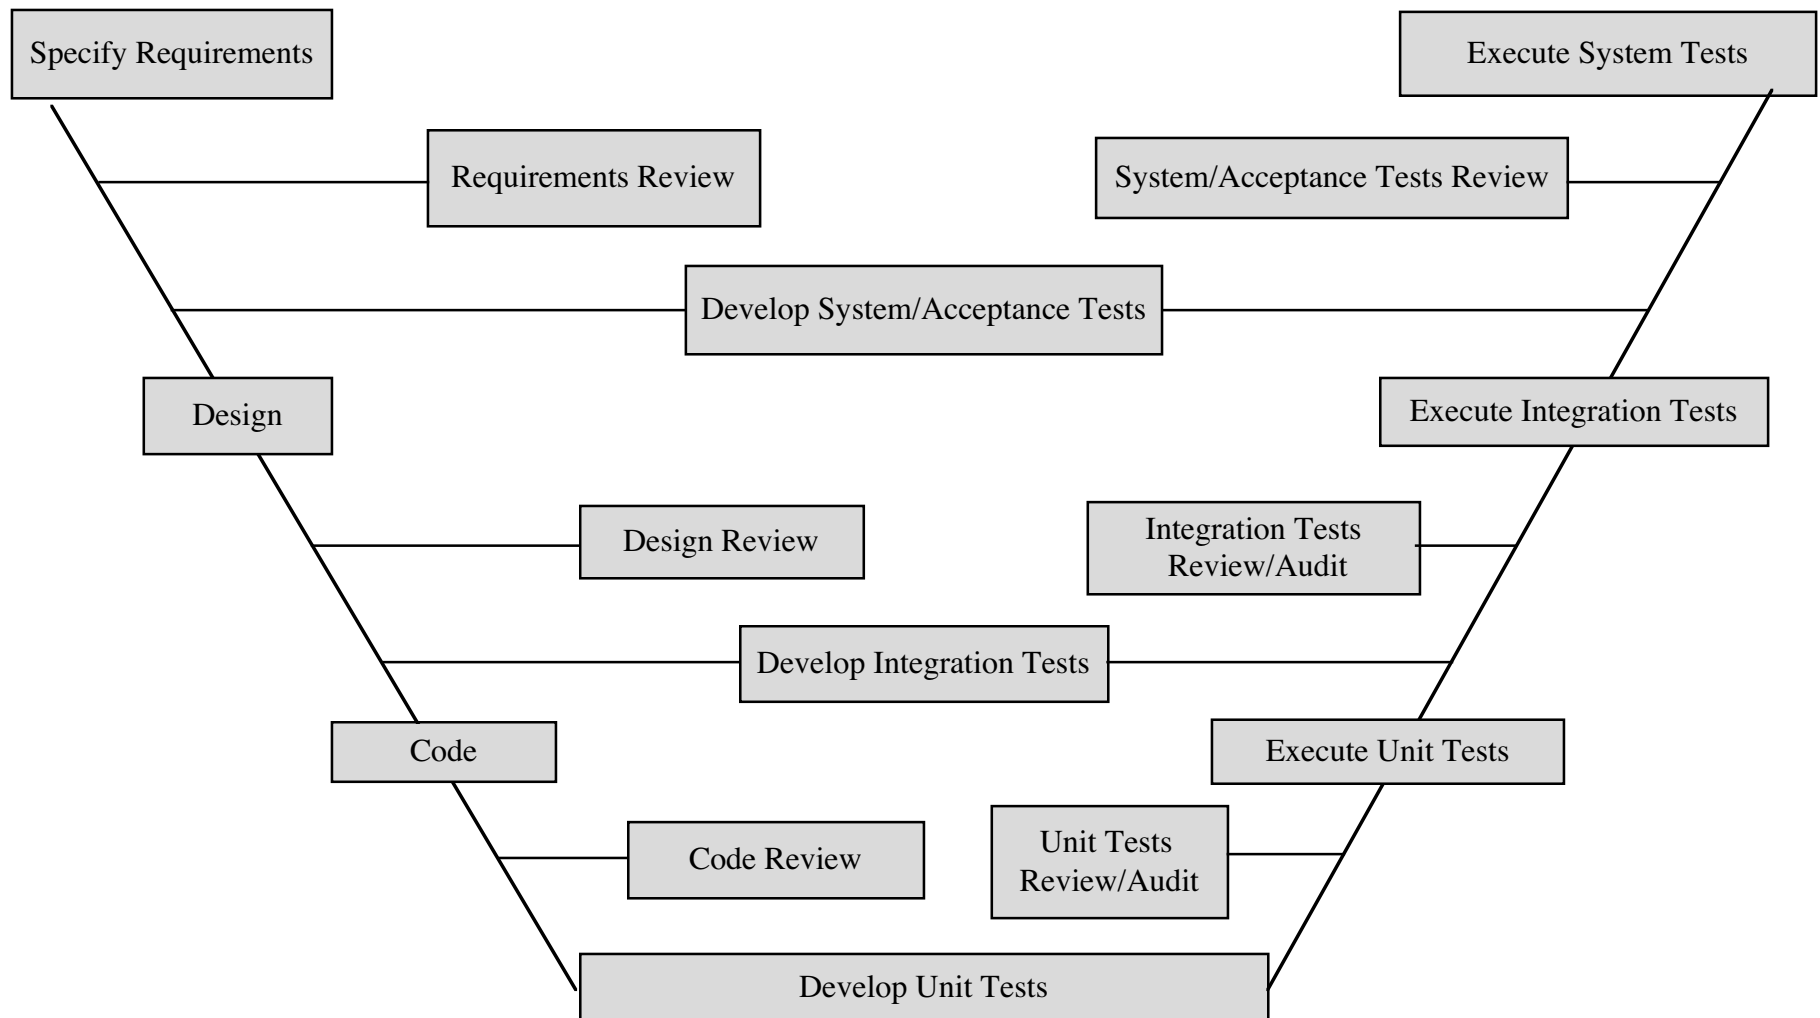 Specify Requirements
Execute System Tests
Requirements Review
System/Acceptance Tests Review
Develop System/Acceptance Tests
Design
Execute Integration Tests
Design Review
Integration Tests
Review/Audit
Develop Integration Tests
Code
Execute Unit Tests
Code Review
Unit Tests
Review/Audit
Develop Unit Tests